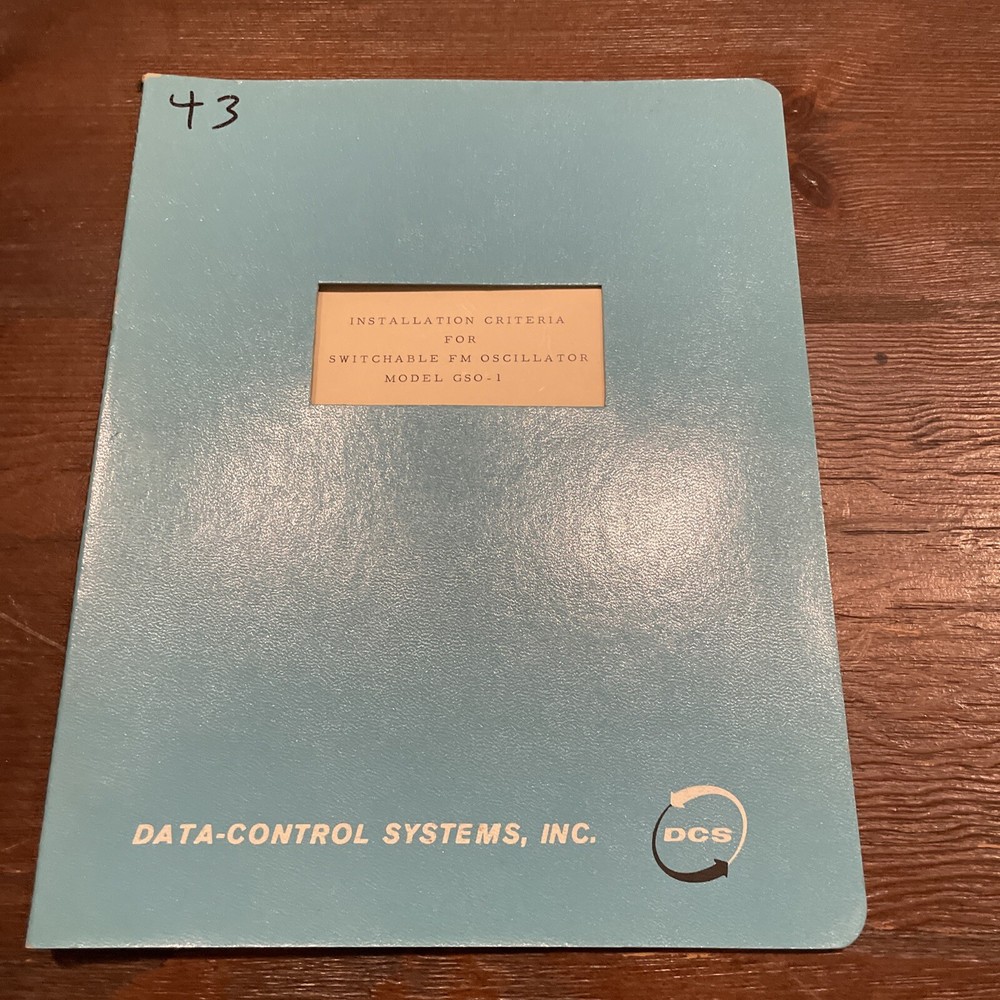 43
INSTALLATION CRITERIA
FOR
SWITCHABLE FM OSCILLATOR
MODEL GSO-1
DATA-CONTROL SYSTEMS, INC.
DCS